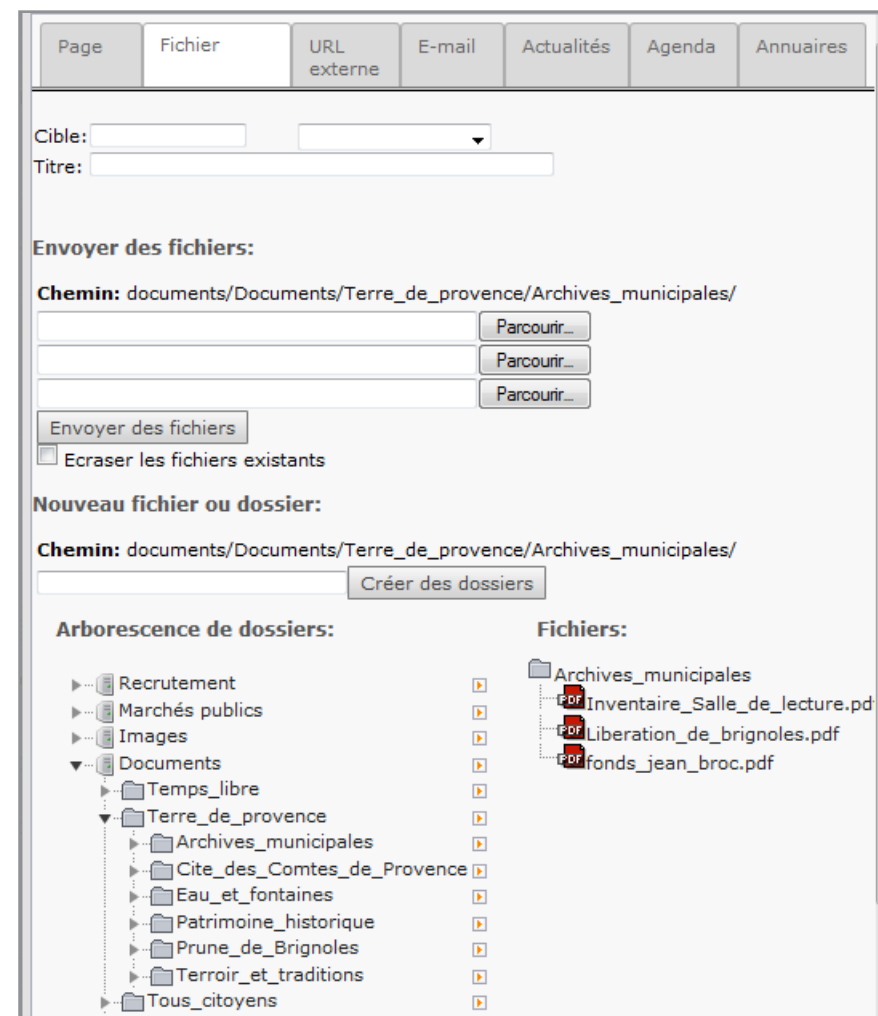 Page Fichier URL externe E-mail Actualités Agenda Annuaires
Cible:
Titre:
Envoyer des fichiers:
Chemin: documents/Documents/Terre_de_provence/Archives_municipales/
Parcourir...
Parcourir...
Parcourir...
Envoyer des fichiers
Ecraser les fichiers existants
Nouveau fichier ou dossier:
Chemin: documents/Documents/Terre_de_provence/Archives_municipales/
Créer des dossiers
Arborescence de dossiers:
Recrutement
Marchés publics
Images
Documents
Temps_libre
Terre_de_provence
Archives_municipales
Cite_des_Comtes_de_Provence
Eau_et_fontaines
Patrimoine_historique
Prune_de_Brignoles
Terroir_et_traditions
Tous_citoyens
Fichiers:
Archives_municipales
PDF Inventaire_Salle_de_lecture.pd
PDF Liberation_de_brignoles.pdf
PDF fonds_jean_broc.pdf